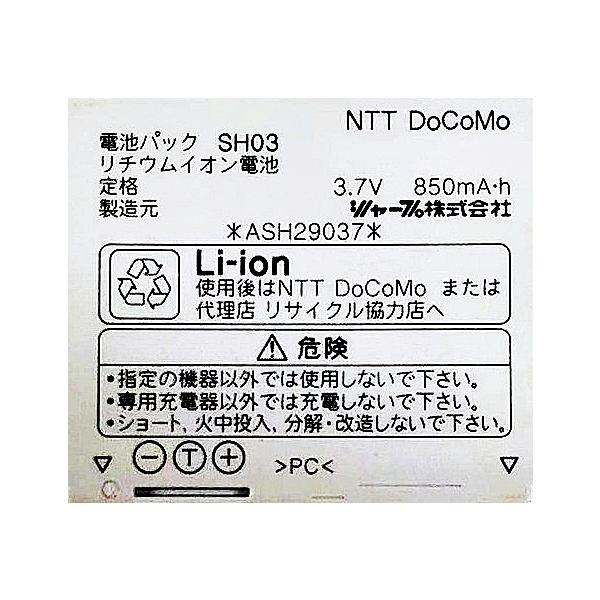 NTT DoCoMo
電池パック SH03
リチウムイオン電池
定格 3.7V 850mA·h
製造元 シャープ株式会社
*ASH29037*
Li-ion
使用後はNTT DoCoMo または
代理店 リサイクル協力店へ
⚠ 危険
•指定の機器以外では使用しないで下さい。
•専用充電器以外では充電しないで下さい。
•ショート, 火中投入, 分解·改造しないで下さい。
▽ − T + >PC< ▽